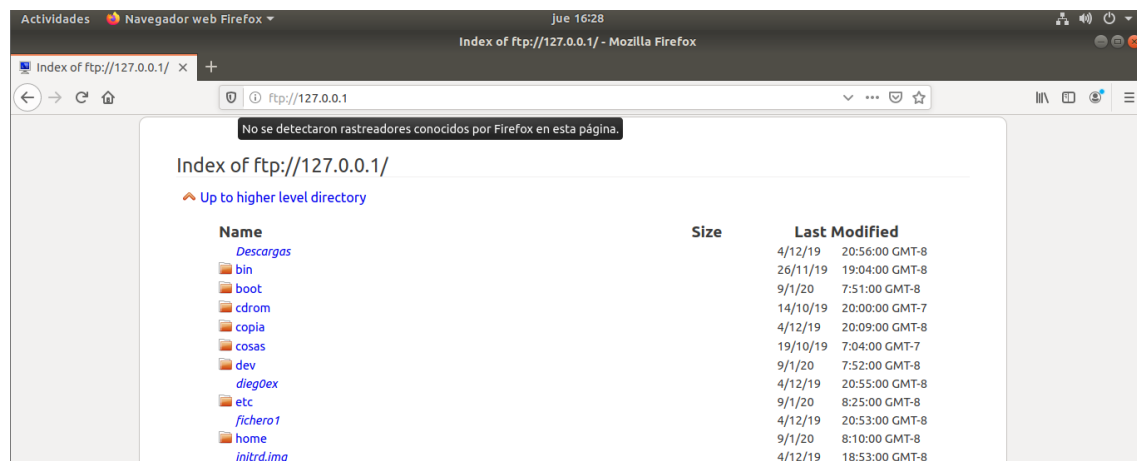 Actividades Navegador web Firefox jue 16:28
Index of ftp://127.0.0.1/ - Mozilla Firefox
Index of ftp://127.0.0.1/
ftp://127.0.0.1
No se detectaron rastreadores conocidos por Firefox en esta página.
Index of ftp://127.0.0.1/
Up to higher level directory
Name Size Last Modified
Descargas 4/12/19 20:56:00 GMT-8
bin 26/11/19 19:04:00 GMT-8
boot 9/1/20 7:51:00 GMT-8
cdrom 14/10/19 20:00:00 GMT-7
copia 4/12/19 20:09:00 GMT-8
cosas 19/10/19 7:04:00 GMT-7
dev 9/1/20 7:52:00 GMT-8
dieg0ex 4/12/19 20:55:00 GMT-8
etc 9/1/20 8:25:00 GMT-8
fichero1 4/12/19 20:53:00 GMT-8
home 9/1/20 8:10:00 GMT-8
initrd.img 4/12/19 18:53:00 GMT-8